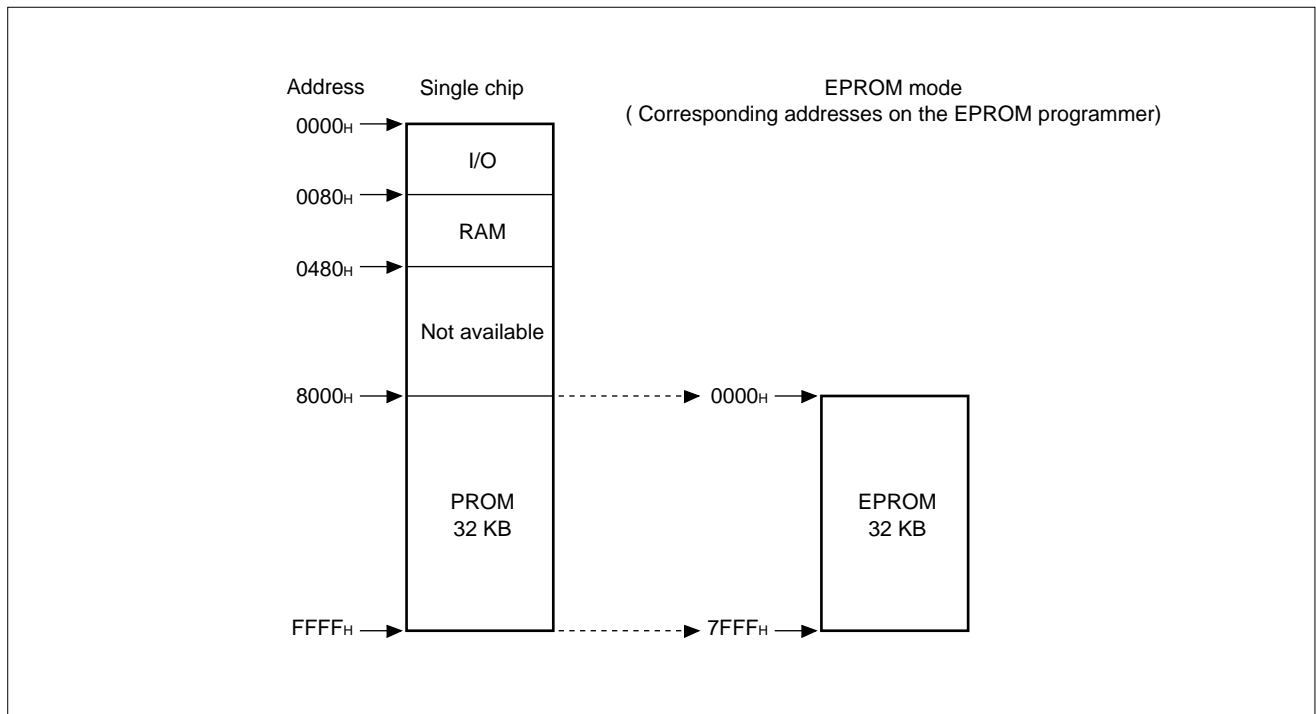 Address
Single chip
EPROM mode
( Corresponding addresses on the EPROM programmer)
0000H
I/O
0080H
RAM
0480H
Not available
8000H
0000H
PROM
32 KB
EPROM
32 KB
FFFFH
7FFFH